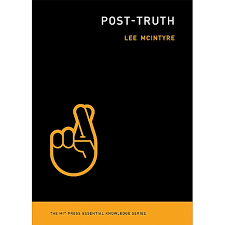 POST-TRUTH
LEE MCINTYRE
THE MIT PRESS ESSENTIAL KNOWLEDGE SERIES